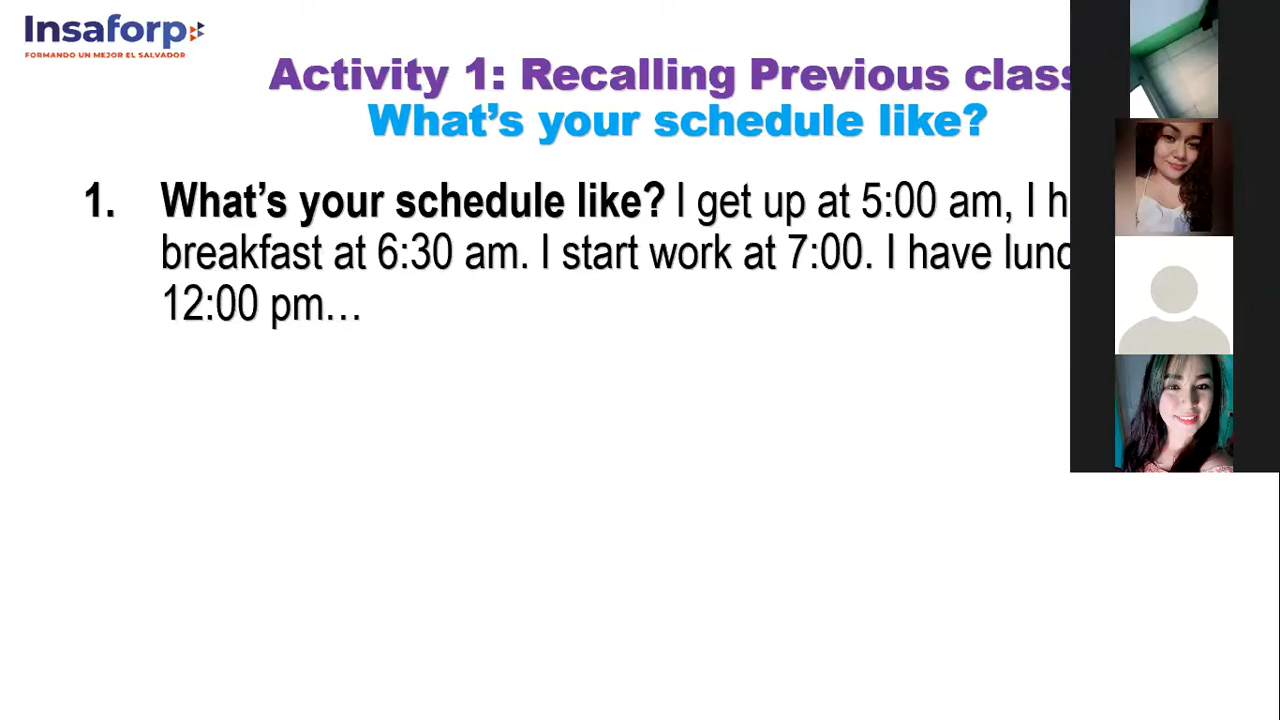 Insaforp
FORMANDO UN MEJOR EL SALVADOR
Activity 1: Recalling Previous class
What's your schedule like?
1. What's your schedule like? I get up at 5:00 am, I
breakfast at 6:30 am. I start work at 7:00. I have
12:00 pm…